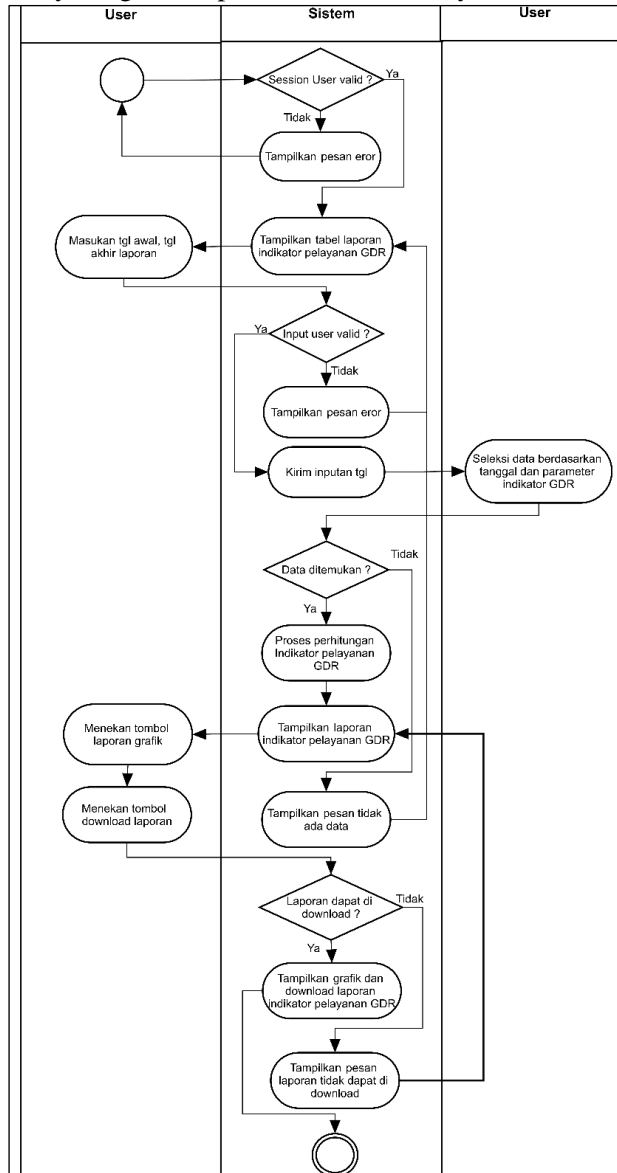 User
Sistem
User
Session User valid ?
Ya
Tidak
Tampilkan pesan eror
Masukan tgl awal, tgl
akhir laporan
Tampilkan tabel laporan
indikator pelayanan GDR
Ya
Input user valid ?
Tidak
Tampilkan pesan eror
Kirim inputan tgl
Seleksi data berdasarkan
tanggal dan parameter
indikator GDR
Data ditemukan ?
Tidak
Ya
Proses perhitungan
Indikator pelayanan
GDR
Menekan tombol
laporan grafik
Tampilkan laporan
indikator pelayanan GDR
Menekan tombol
download laporan
Tampilkan pesan tidak
ada data
Laporan dapat di
download ?
Tidak
Ya
Tampilkan grafik dan
download laporan
indikator pelayanan GDR
Tampilkan pesan
laporan tidak dapat di
download